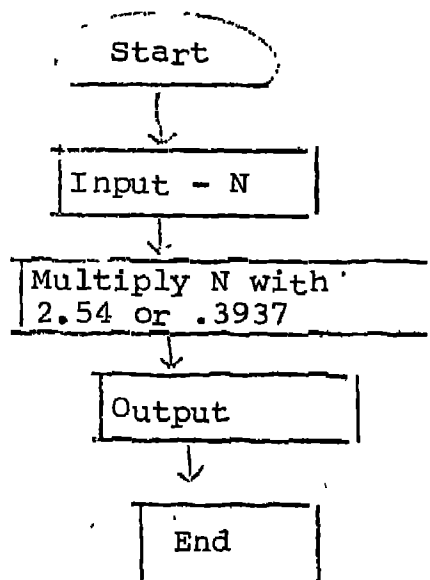 Start
Input - N
Multiply N with
2.54 or .3937
Output
End